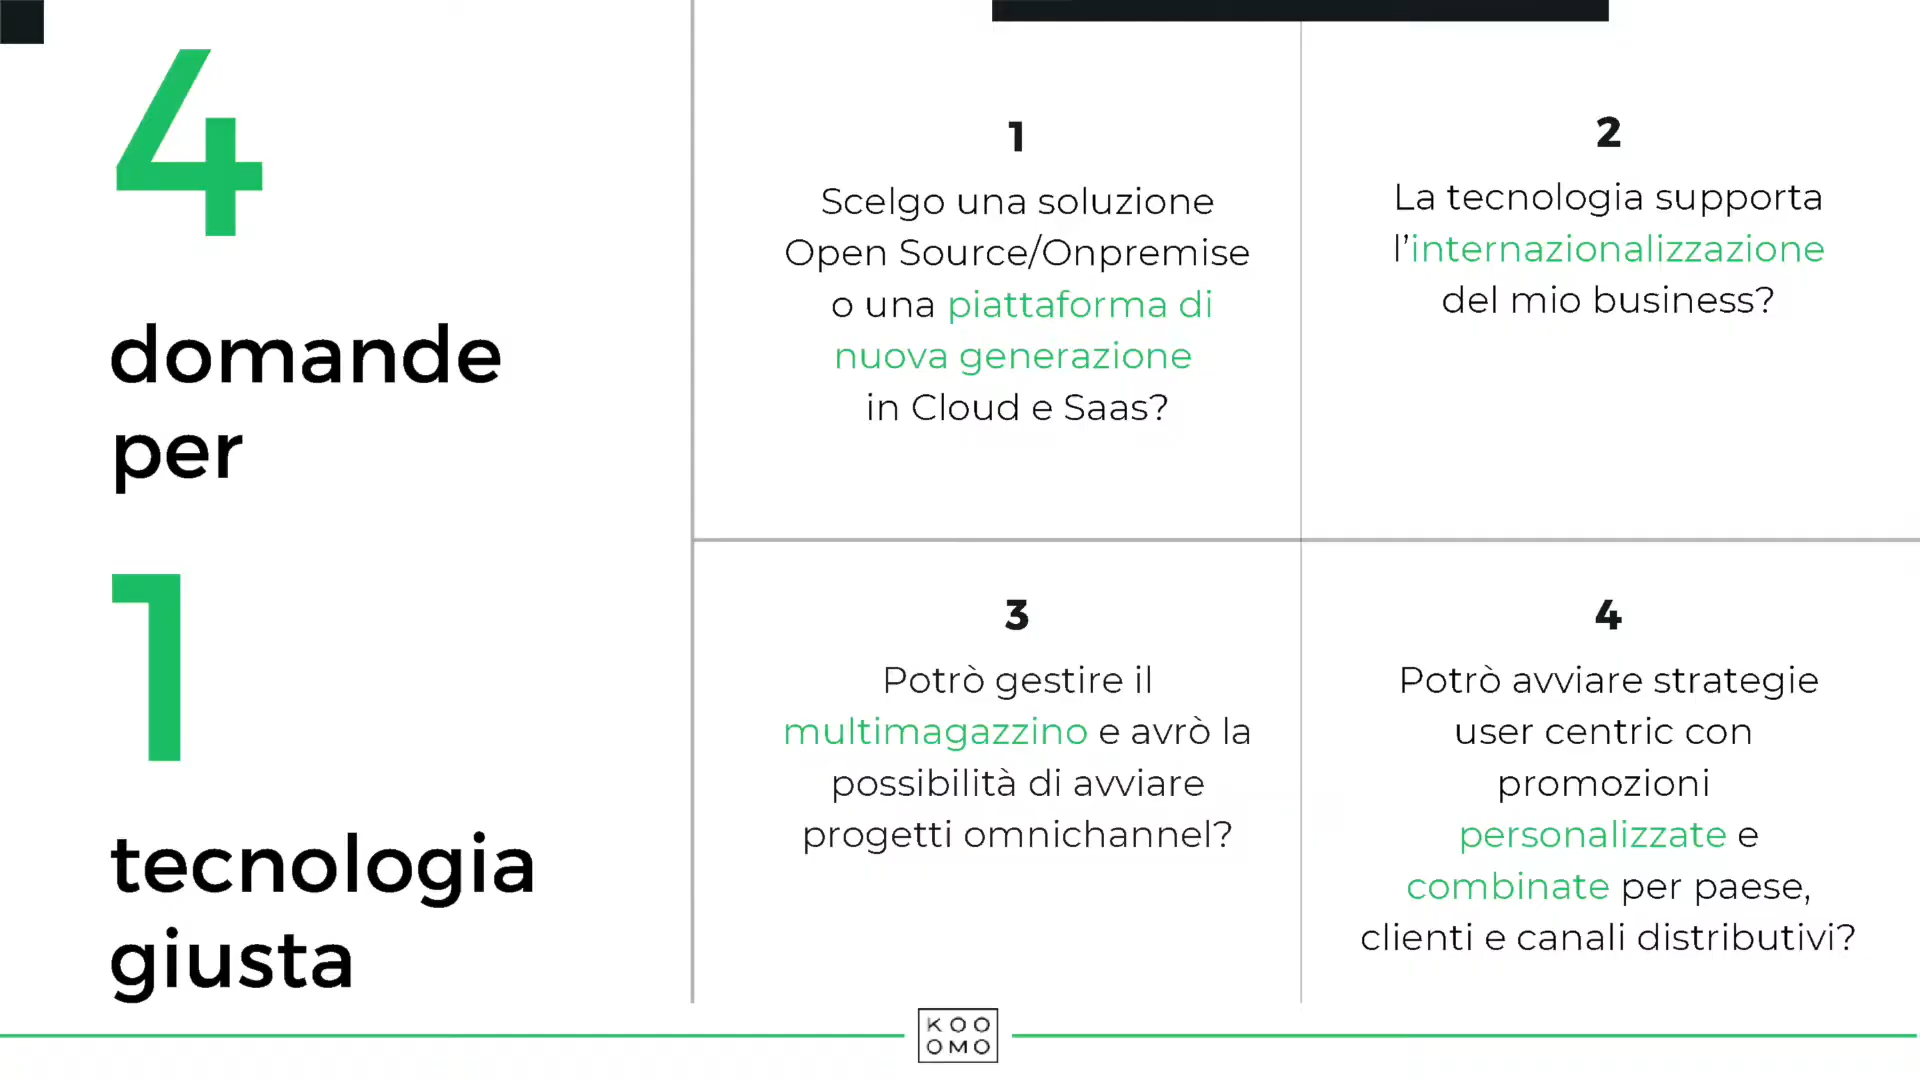 4
domande
per
1
tecnologia
giusta
1
Scelgo una soluzione
Open Source/Onpremise
o una piattaforma di
nuova generazione
in Cloud e Saas?
2
La tecnologia supporta
l'internazionalizzazione
del mio business?
3
Potrò gestire il
multimagazzino e avrò la
possibilità di avviare
progetti omnichannel?
4
Potrò avviare strategie
user centric con
promozioni
personalizzate e
combinate per paese,
clienti e canali distributivi?
KOO
OMO